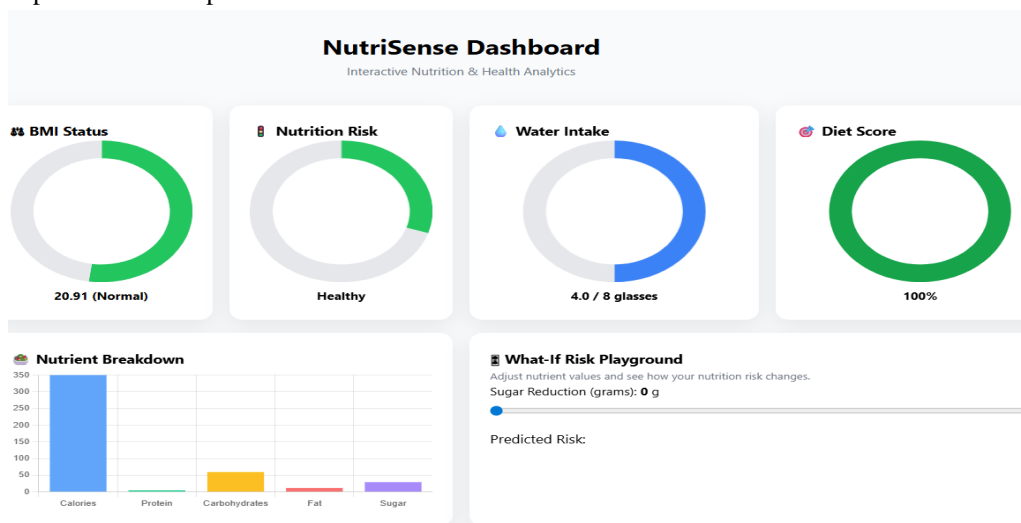 NutriSense Dashboard
Interactive Nutrition & Health Analytics
BMI Status
Nutrition Risk
Water Intake
Diet Score
20.91 (Normal)
Healthy
4.0 / 8 glasses
100%
Nutrient Breakdown
350
300
250
200
150
100
50
0
Calories Protein Carbohydrates Fat Sugar
What-If Risk Playground
Adjust nutrient values and see how your nutrition risk changes.
Sugar Reduction (grams): 0 g
Predicted Risk: